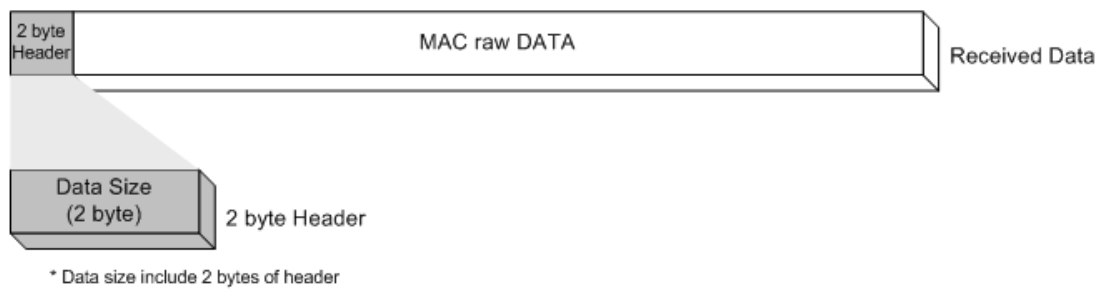 2 byte
Header
MAC raw DATA
Received Data
Data Size
(2 byte)
2 byte Header
* Data size include 2 bytes of header